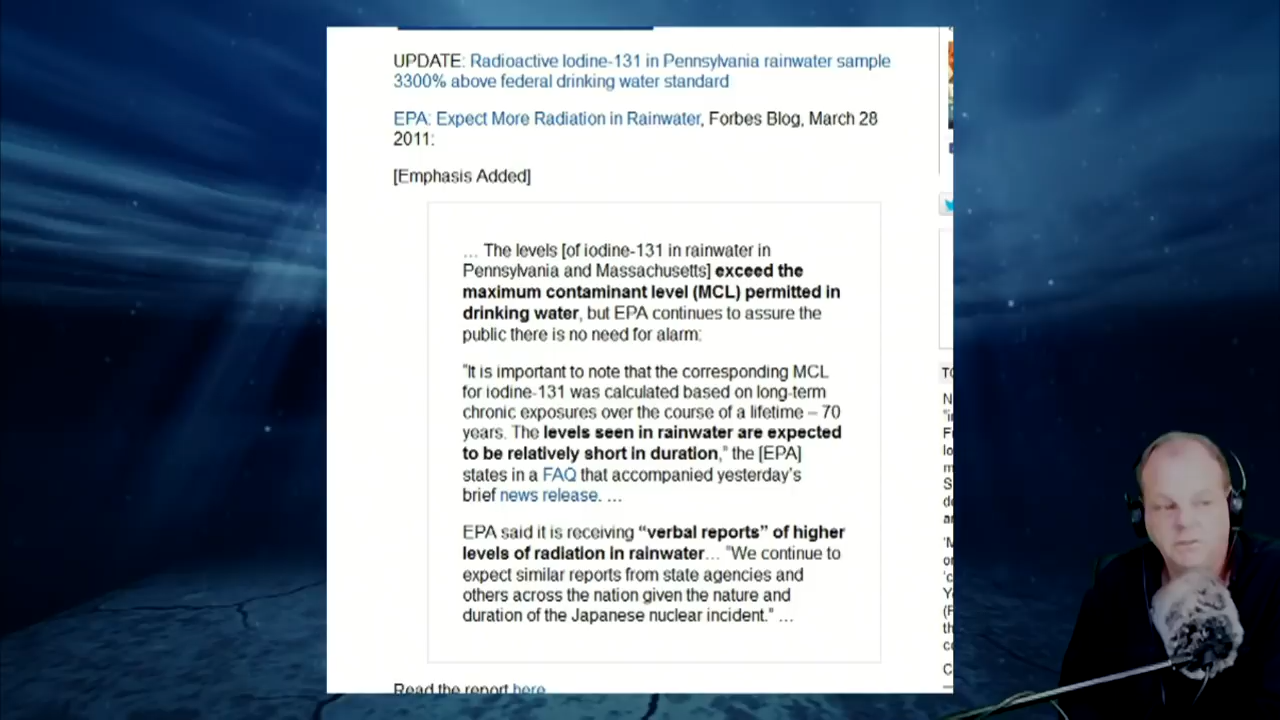 UPDATE: Radioactive Iodine-131 in Pennsylvania rainwater sample
3300% above federal drinking water standard
EPA: Expect More Radiation in Rainwater, Forbes Blog, March 28
2011:
[Emphasis Added]
... The levels [of iodine-131 in rainwater in
Pennsylvania and Massachusetts] exceed the
maximum contaminant level (MCL) permitted in
drinking water, but EPA continues to assure the
public there is no need for alarm:
"It is important to note that the corresponding MCL
for iodine-131 was calculated based on long-term
chronic exposures over the course of a lifetime – 70
years. The levels seen in rainwater are expected
to be relatively short in duration," the [EPA]
states in a FAQ that accompanied yesterday's
brief news release. ...
EPA said it is receiving "verbal reports" of higher
levels of radiation in rainwater... "We continue to
expect similar reports from state agencies and
others across the nation given the nature and
duration of the Japanese nuclear incident." ...
Read the report here